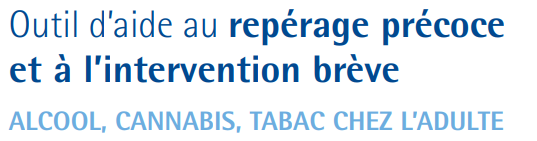 Outil d'aide au repérage précoce
et à l'intervention brève
ALCOOL, CANNABIS, TABAC CHEZ L'ADULTE